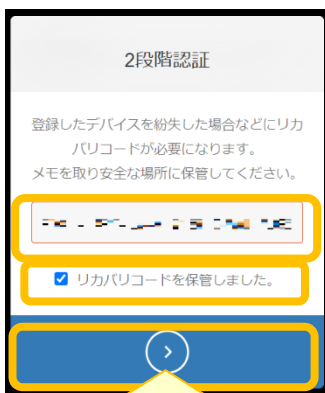 2段階認証
登録したデバイスを紛失した場合などにリカ
バリコードが必要になります。
メモを取り安全な場所に保管してください。
リカバリコードを保管しました。